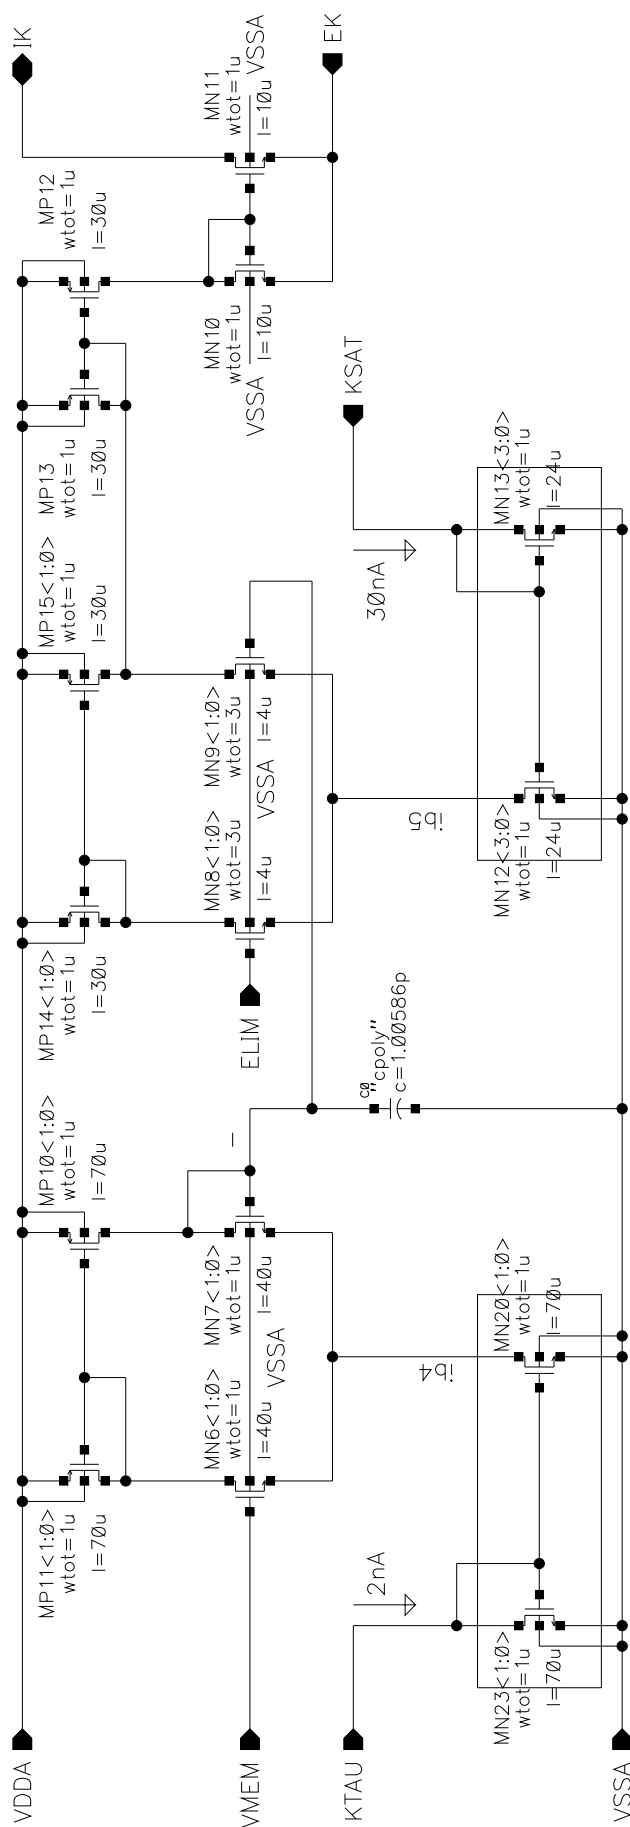 VDDA
VMEM
KTAU
VSSA
MP11<1:0>
wtot=1u
l=70u
MP10<1:0>
wtot=1u
l=70u
MN6<1:0>
wtot=1u
l=40u
VSSA
MN7<1:0>
wtot=1u
l=40u
-
ib4
2nA
MN23<1:0>
wtot=1u
l=70u
MN20<1:0>
wtot=1u
l=70u
c0
"cpoly"
c=1.00586p
ELIM
MP14<1:0>
wtot=1u
l=30u
MP15<1:0>
wtot=1u
l=30u
MN8<1:0>
wtot=3u
l=4u
VSSA
MN9<1:0>
wtot=3u
l=4u
ib5
MN12<3:0>
wtot=1u
l=24u
MN13<3:0>
wtot=1u
l=24u
30nA
KSAT
MP13
wtot=1u
l=30u
MP12
wtot=1u
l=30u
MN10
wtot=1u
l=10u
VSSA
MN11
wtot=1u
l=10u
VSSA
IK
EK